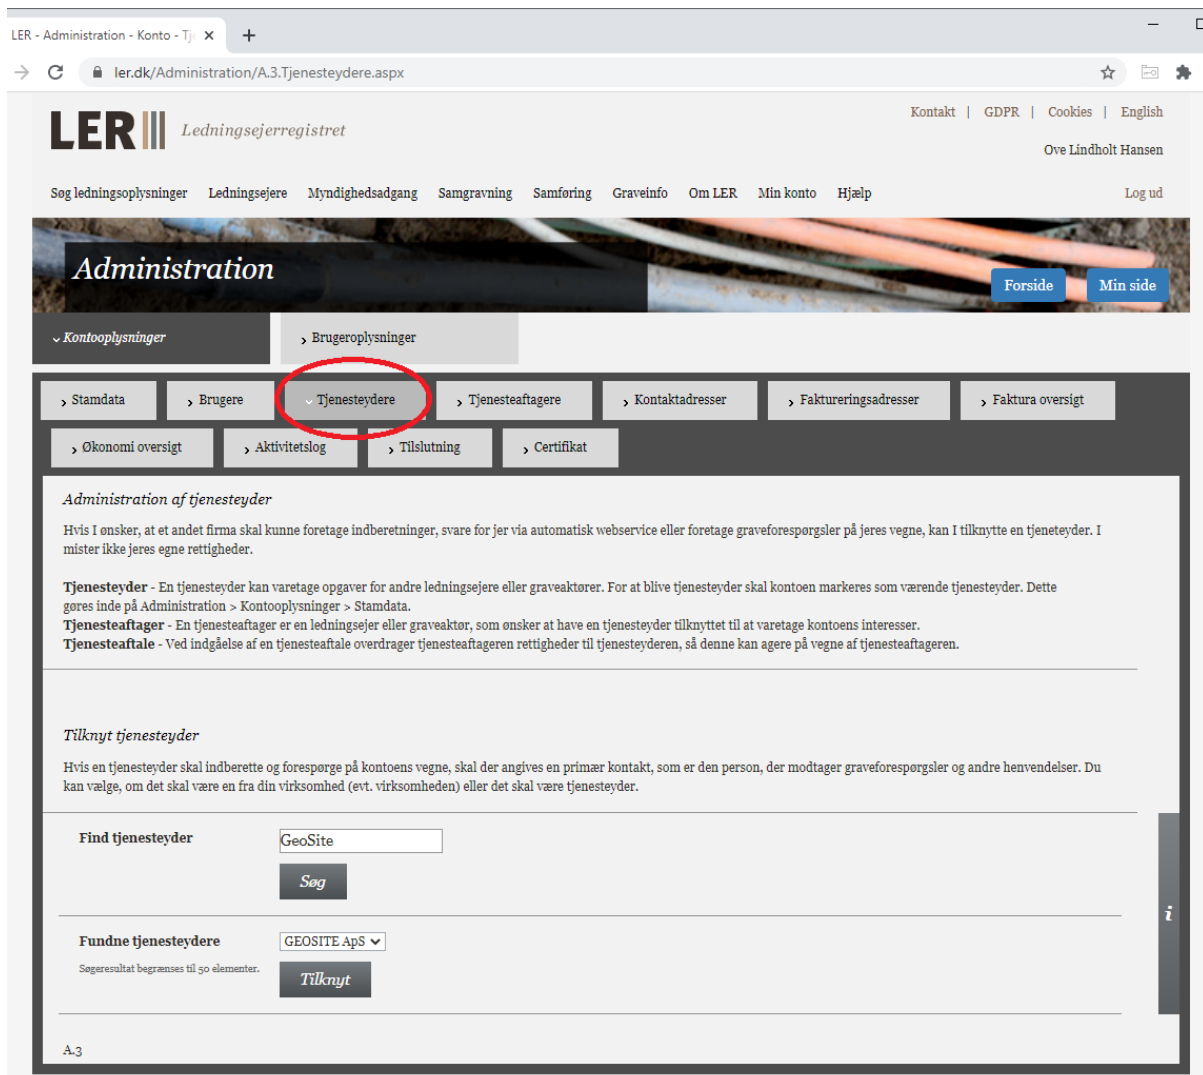 LER - Administration - Konto - Tj
ler.dk/Administration/A.3.Tjenesteydere.aspx
Kontakt | GDPR | Cookies | English
LER Ledningsejerregistret
Ove Lindholt Hansen
Søg ledningsoplysninger Ledningsejere Myndighedsadgang Samgravning Samføring Graveinfo Om LER Min konto Hjælp Log ud
Administration
Forside Min side
Kontooplysninger Brugeroplysninger
Stamdata Brugere Tjenesteydere Tjenesteaftagere Kontaktadresser Faktureringsadresser Faktura oversigt
Økonomi oversigt Aktivitetslog Tilslutning Certifikat
Administration af tjenesteyder
Hvis I ønsker, at et andet firma skal kunne foretage indberetninger, svare for jer via automatisk webservice eller foretage graveforespørgsler på jeres vegne, kan I tilknytte en tjeneteyder. I
mister ikke jeres egne rettigheder.
Tjenesteyder - En tjenesteyder kan varetage opgaver for andre ledningsejere eller graveaktører. For at blive tjenesteyder skal kontoen markeres som værende tjenesteyder. Dette
gøres inde på Administration > Kontooplysninger > Stamdata.
Tjenesteaftager - En tjenesteaftager er en ledningsejer eller graveaktør, som ønsker at have en tjenesteyder tilknyttet til at varetage kontoens interesser.
Tjenesteaftale - Ved indgåelse af en tjenesteaftale overdrager tjenesteaftageren rettigheder til tjenesteyderen, så denne kan agere på vegne af tjenesteaftageren.
Tilknyt tjenesteyder
Hvis en tjenesteyder skal indberette og forespørge på kontoens vegne, skal der angives en primær kontakt, som er den person, der modtager graveforespørgsler og andre henvendelser. Du
kan vælge, om det skal være en fra din virksomhed (evt. virksomheden) eller det skal være tjenesteyder.
Find tjenesteyder GeoSite
Søg
i
Fundne tjenesteydere GEOSITE ApS
Søgeresultat begrænses til 50 elementer.
Tilknyt
A.3